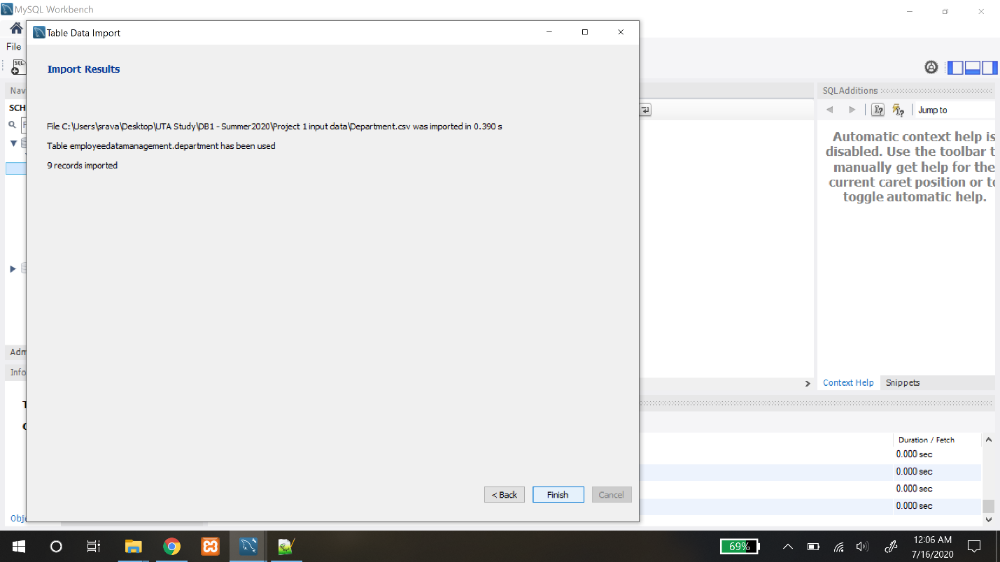 MySQL Workbench
Table Data Import
File
SQL
Import Results
Nav
SQLAdditions
SCH
Jump to
File C:\Users\srava\Desktop\UTA Study\DB1 - Summer2020\Project 1 input data\Department.csv was imported in 0.390 s
Table employeedatamanagement.department has been used
9 records imported
Automatic context help is
disabled. Use the toolbar t
manually get help for the
current caret position or to
toggle automatic help.
Adm
Info
Context Help
Snippets
Duration / Fetch
0.000 sec
0.000 sec
0.000 sec
0.000 sec
< Back
Finish
Cancel
Obje
69%
12:06 AM
7/16/2020